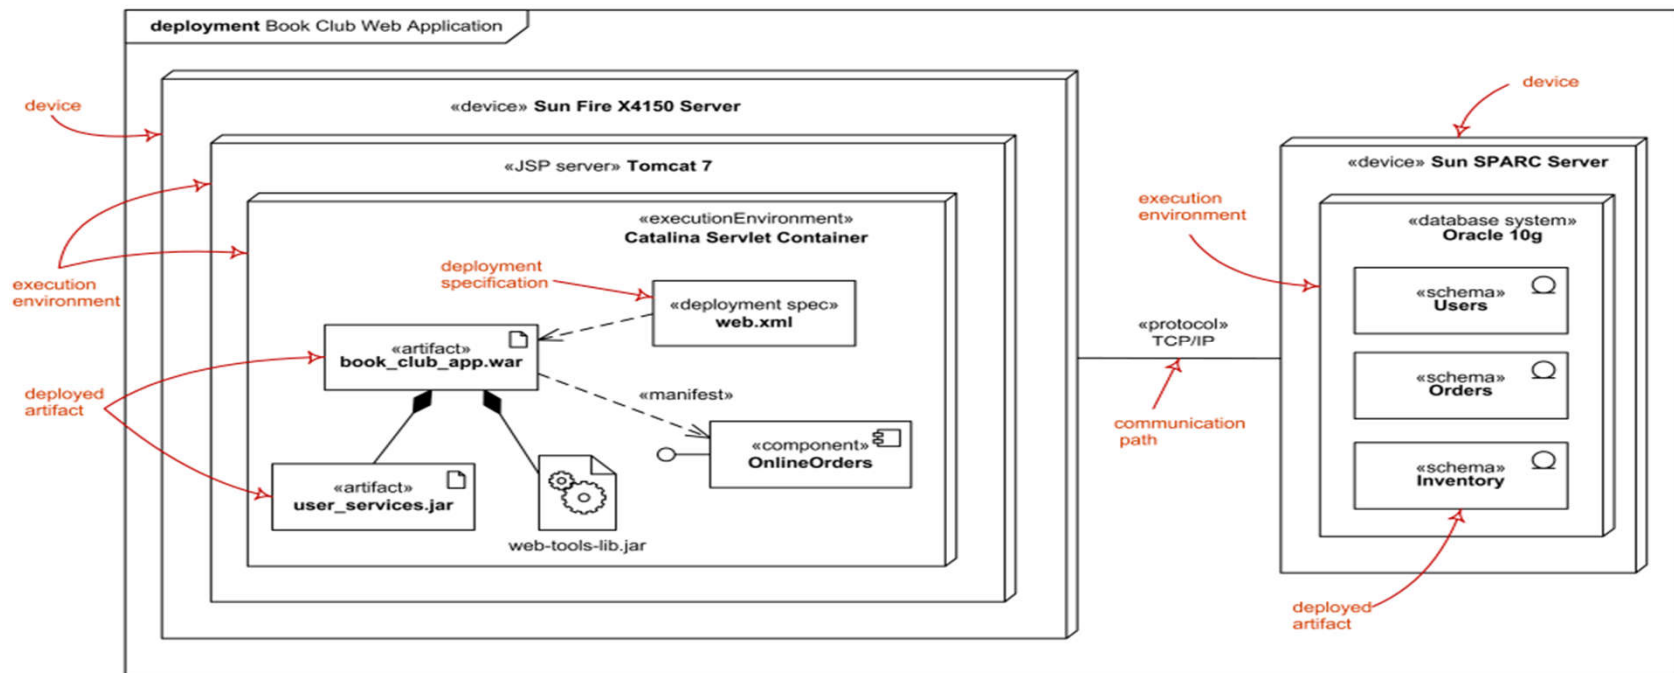 deployment Book Club Web Application
device
«device» Sun Fire X4150 Server
«JSP server» Tomcat 7
execution
environment
«executionEnvironment»
Catalina Servlet Container
deployment
specification
«deployment spec»
web.xml
«artifact»
book_club_app.war
deployed
artifact
«manifest»
«component»
OnlineOrders
«artifact»
user_services.jar
web-tools-lib.jar
«protocol»
TCP/IP
communication
path
device
«device» Sun SPARC Server
execution
environment
«database system»
Oracle 10g
«schema»
Users
«schema»
Orders
«schema»
Inventory
deployed
artifact